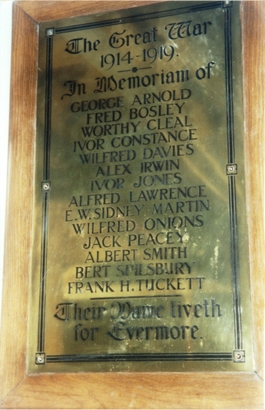 The Great War
1914-1919.
In Memoriam of
GEORGE ARNOLD
FRED BOSLEY
WORTHY CLEAL
IVOR CONSTANCE
WILFRED DAVIES
ALEX IRWIN
IVOR JONES
ALFRED LAWRENCE
E.W. SIDNEY MARTIN
WILFRED ONIONS
JACK PEACEY
ALBERT SMITH
BERT SPILSBURY
FRANK H. TUCKETT
Their Name liveth
for Evermore.